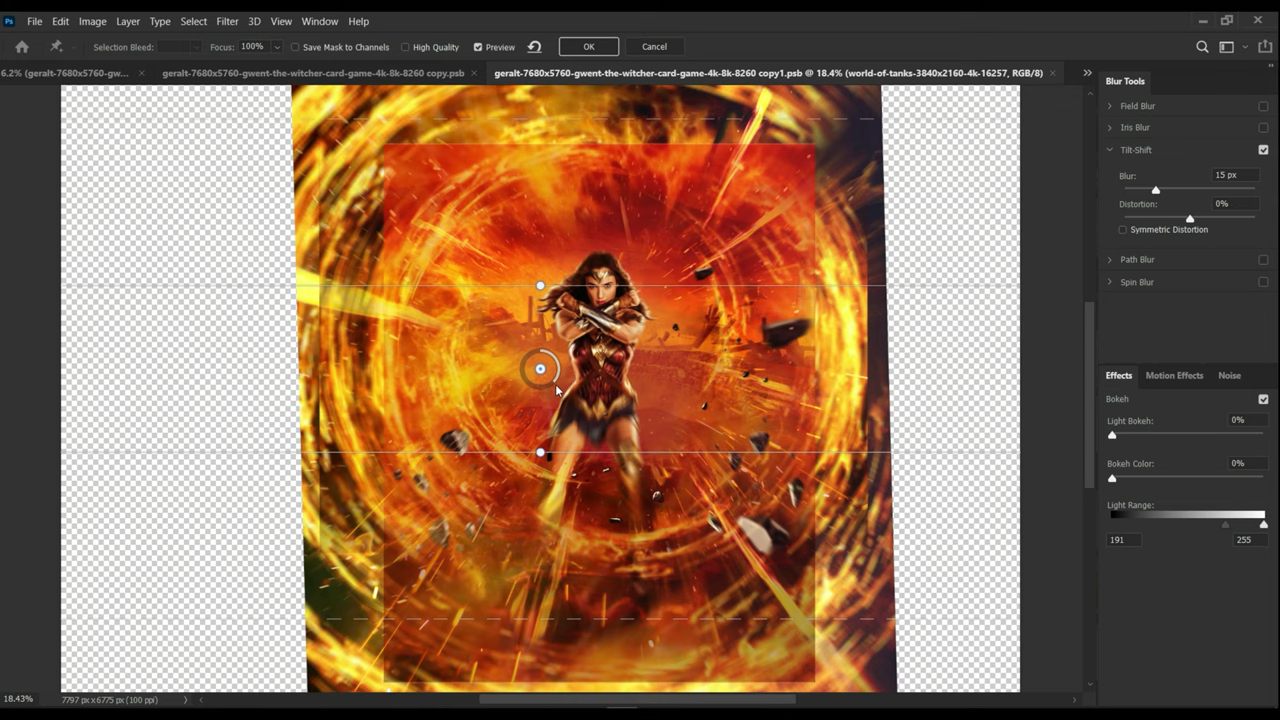 Ps File Edit Image Layer Type Select Filter 3D View Window Help
Selection Bleed: Focus: 100% Save Mask to Channels High Quality Preview OK Cancel
6.2% (geralt-7680x5760-gw... × geralt-7680x5760-gwent-the-witcher-card-game-4k-8k-8260 copy.psb × geralt-7680x5760-gwent-the-witcher-card-game-4k-8k-8260 copy1.psb @ 18.4% (world-of-tanks-3840x2160-4k-16257, RGB/8) ×
Blur Tools
Field Blur
Iris Blur
Tilt-Shift
Blur: 15 px
Distortion: 0%
Symmetric Distortion
Path Blur
Spin Blur
Effects Motion Effects Noise
Bokeh
Light Bokeh: 0%
Bokeh Color: 0%
Light Range:
191 255
18.43% 7797 px x 6775 px (100 ppi)